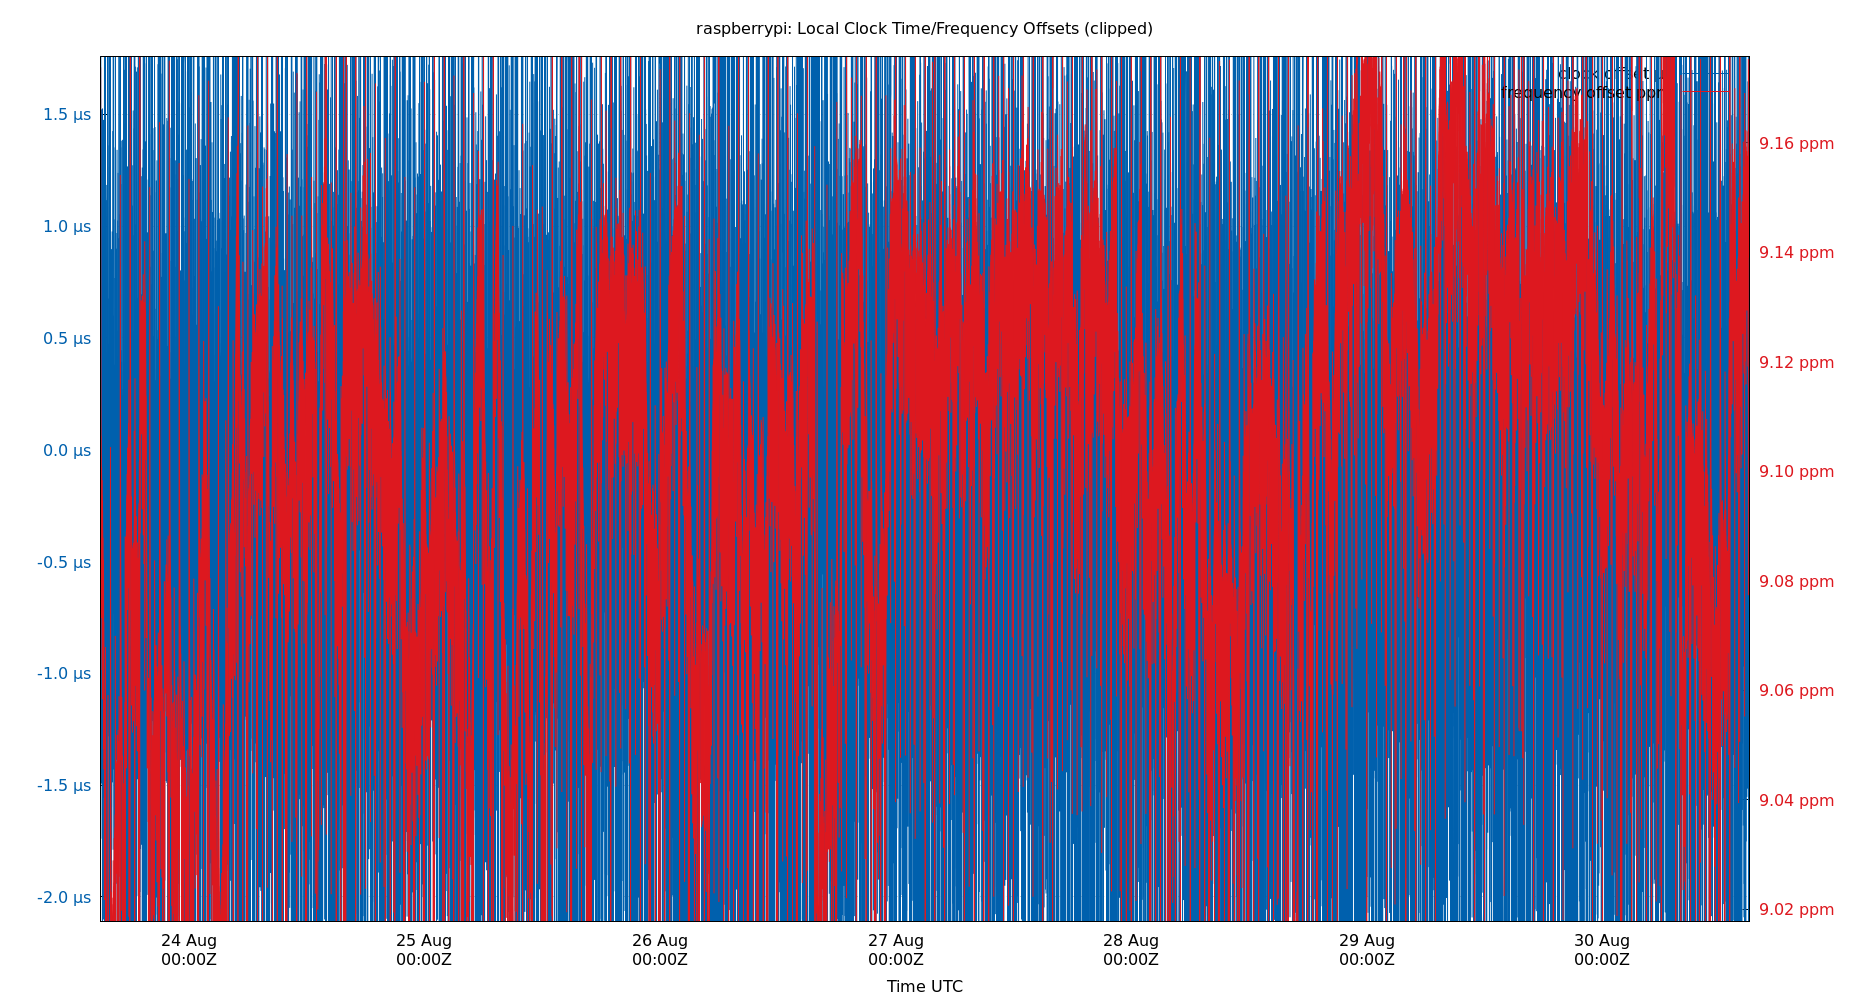 raspberrypi: Local Clock Time/Frequency Offsets (clipped)
clock offset
frequency offset ppm
1.5 µs
1.0 µs
0.5 µs
0.0 µs
-0.5 µs
-1.0 µs
-1.5 µs
-2.0 µs
9.16 ppm
9.14 ppm
9.12 ppm
9.10 ppm
9.08 ppm
9.06 ppm
9.04 ppm
9.02 ppm
24 Aug 25 Aug 26 Aug 27 Aug 28 Aug 29 Aug 30 Aug
00:00Z 00:00Z 00:00Z 00:00Z 00:00Z 00:00Z 00:00Z
Time UTC